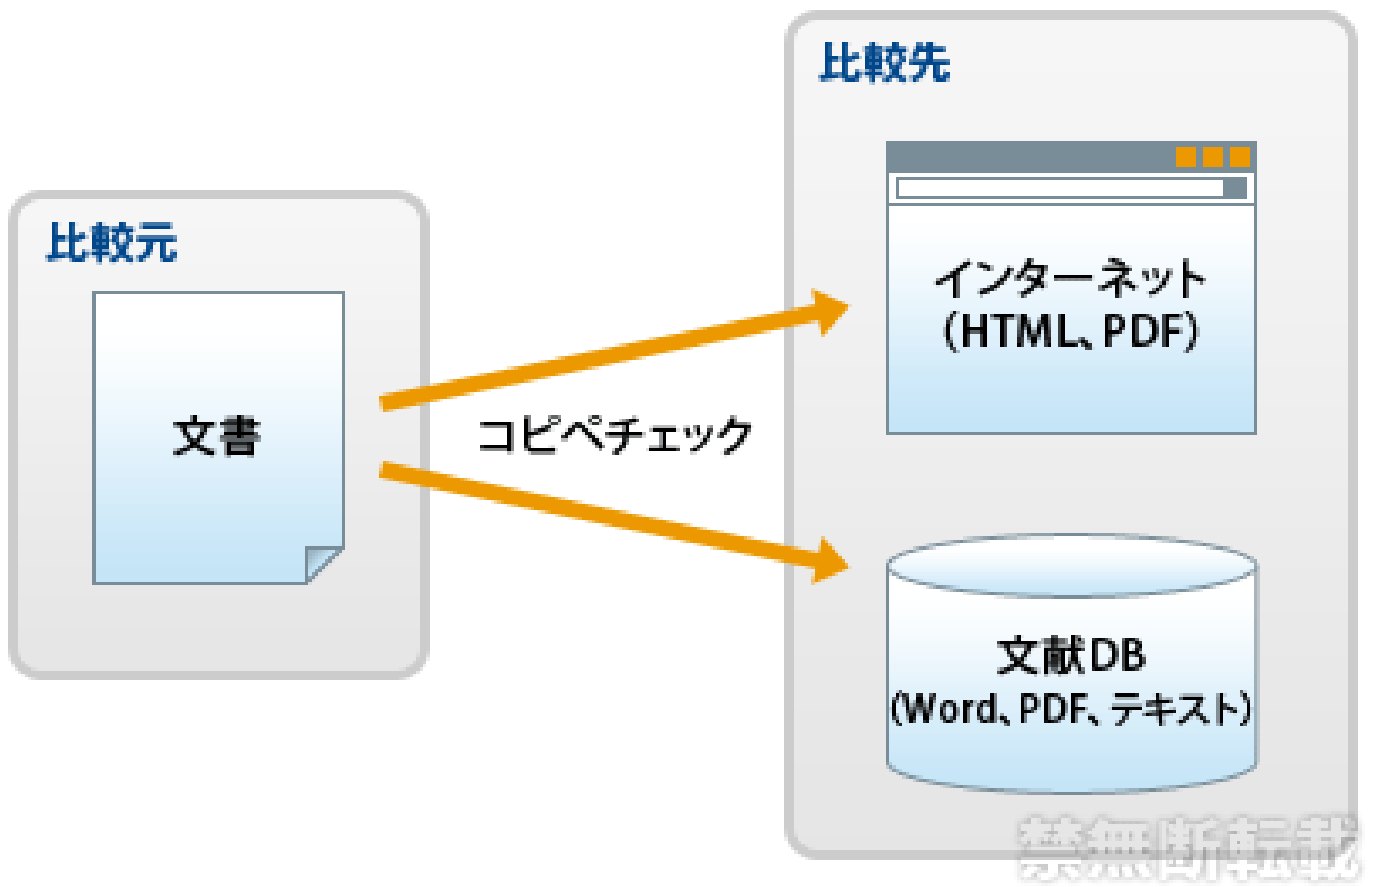 比較先
比較元
インターネット
(HTML、PDF)
文書
コピペチェック
文献DB
(Word、PDF、テキスト)
禁無断転載